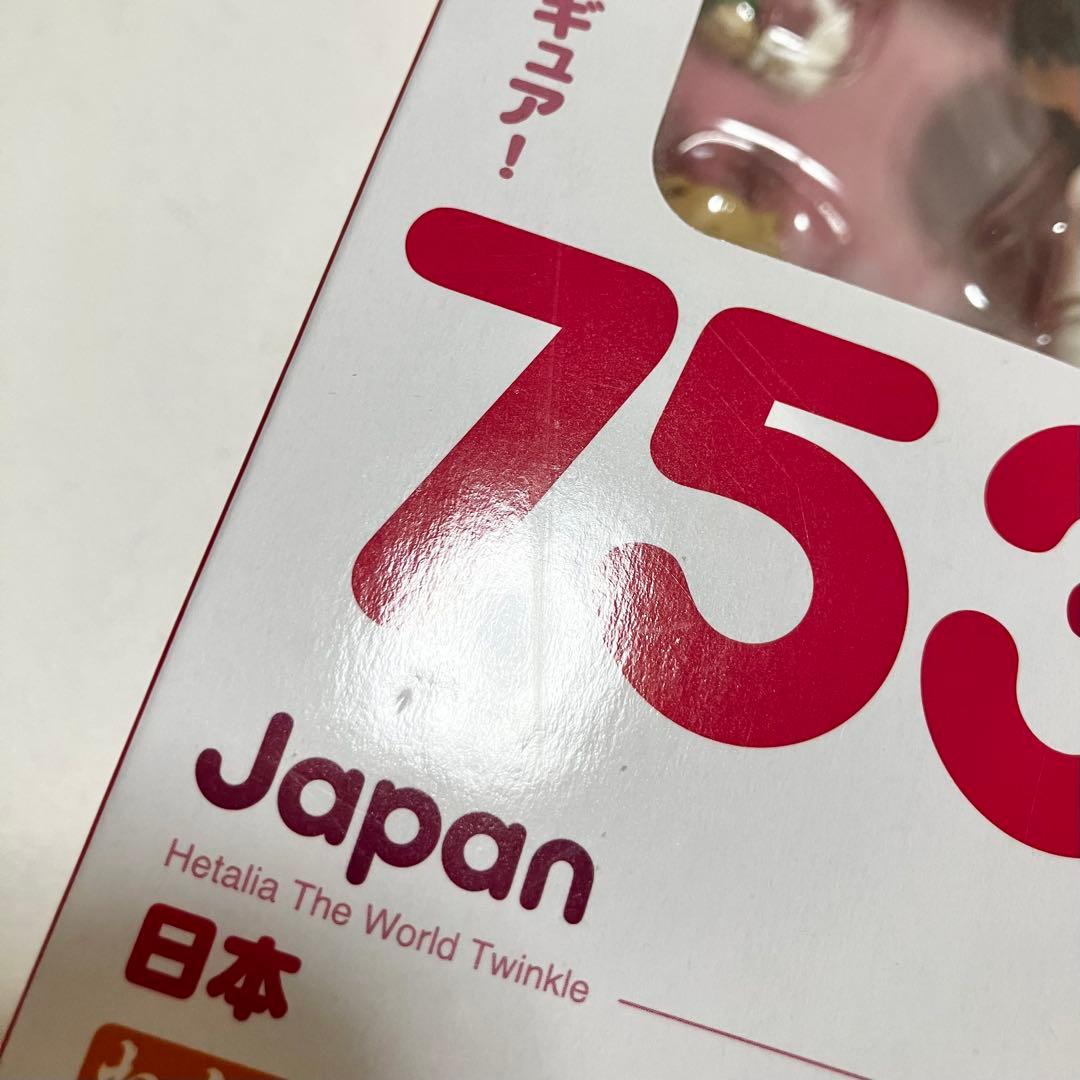 ギュア!
753
Japan
Hetalia The World Twinkle
日本